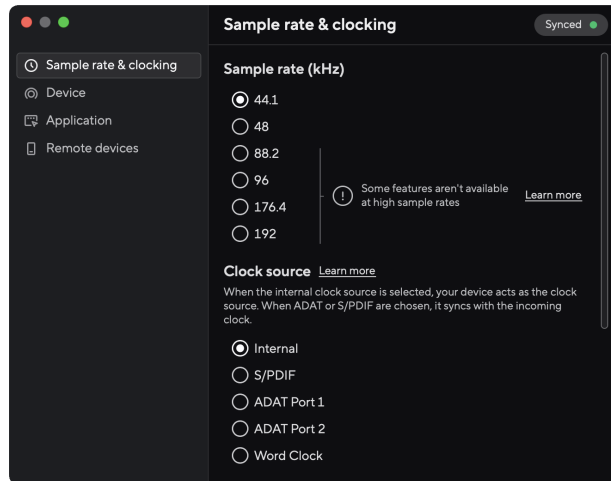 Sample rate & clocking
Synced
Sample rate & clocking
Device
Application
Remote devices
Sample rate (kHz)
44.1
48
88.2
96
176.4
192
Some features aren't available
at high sample rates
Learn more
Clock source Learn more
When the internal clock source is selected, your device acts as the clock
source. When ADAT or S/PDIF are chosen, it syncs with the incoming
clock.
Internal
S/PDIF
ADAT Port 1
ADAT Port 2
Word Clock